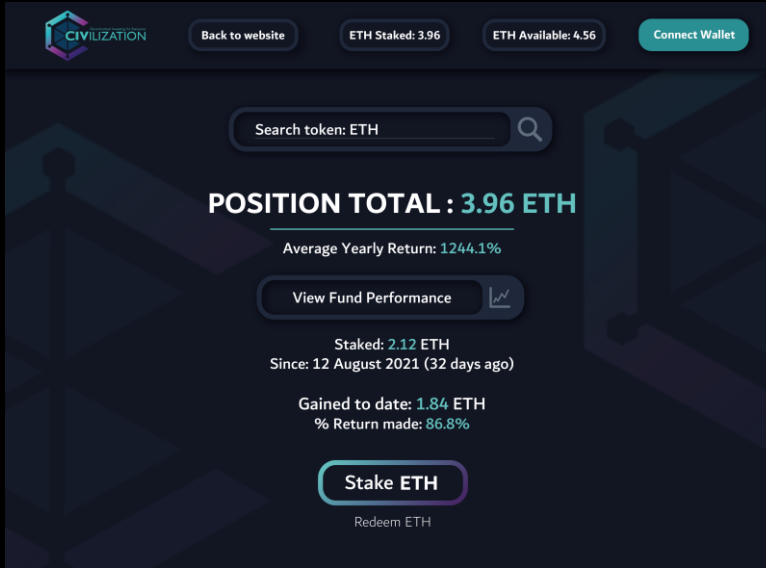 CIVILIZATION
Back to website
ETH Staked: 3.96
ETH Available: 4.56
Connect Wallet
Search token: ETH
POSITION TOTAL : 3.96 ETH
Average Yearly Return: 1244.1%
View Fund Performance
Staked: 2.12 ETH
Since: 12 August 2021 (32 days ago)
Gained to date: 1.84 ETH
% Return made: 86.8%
Stake ETH
Redeem ETH